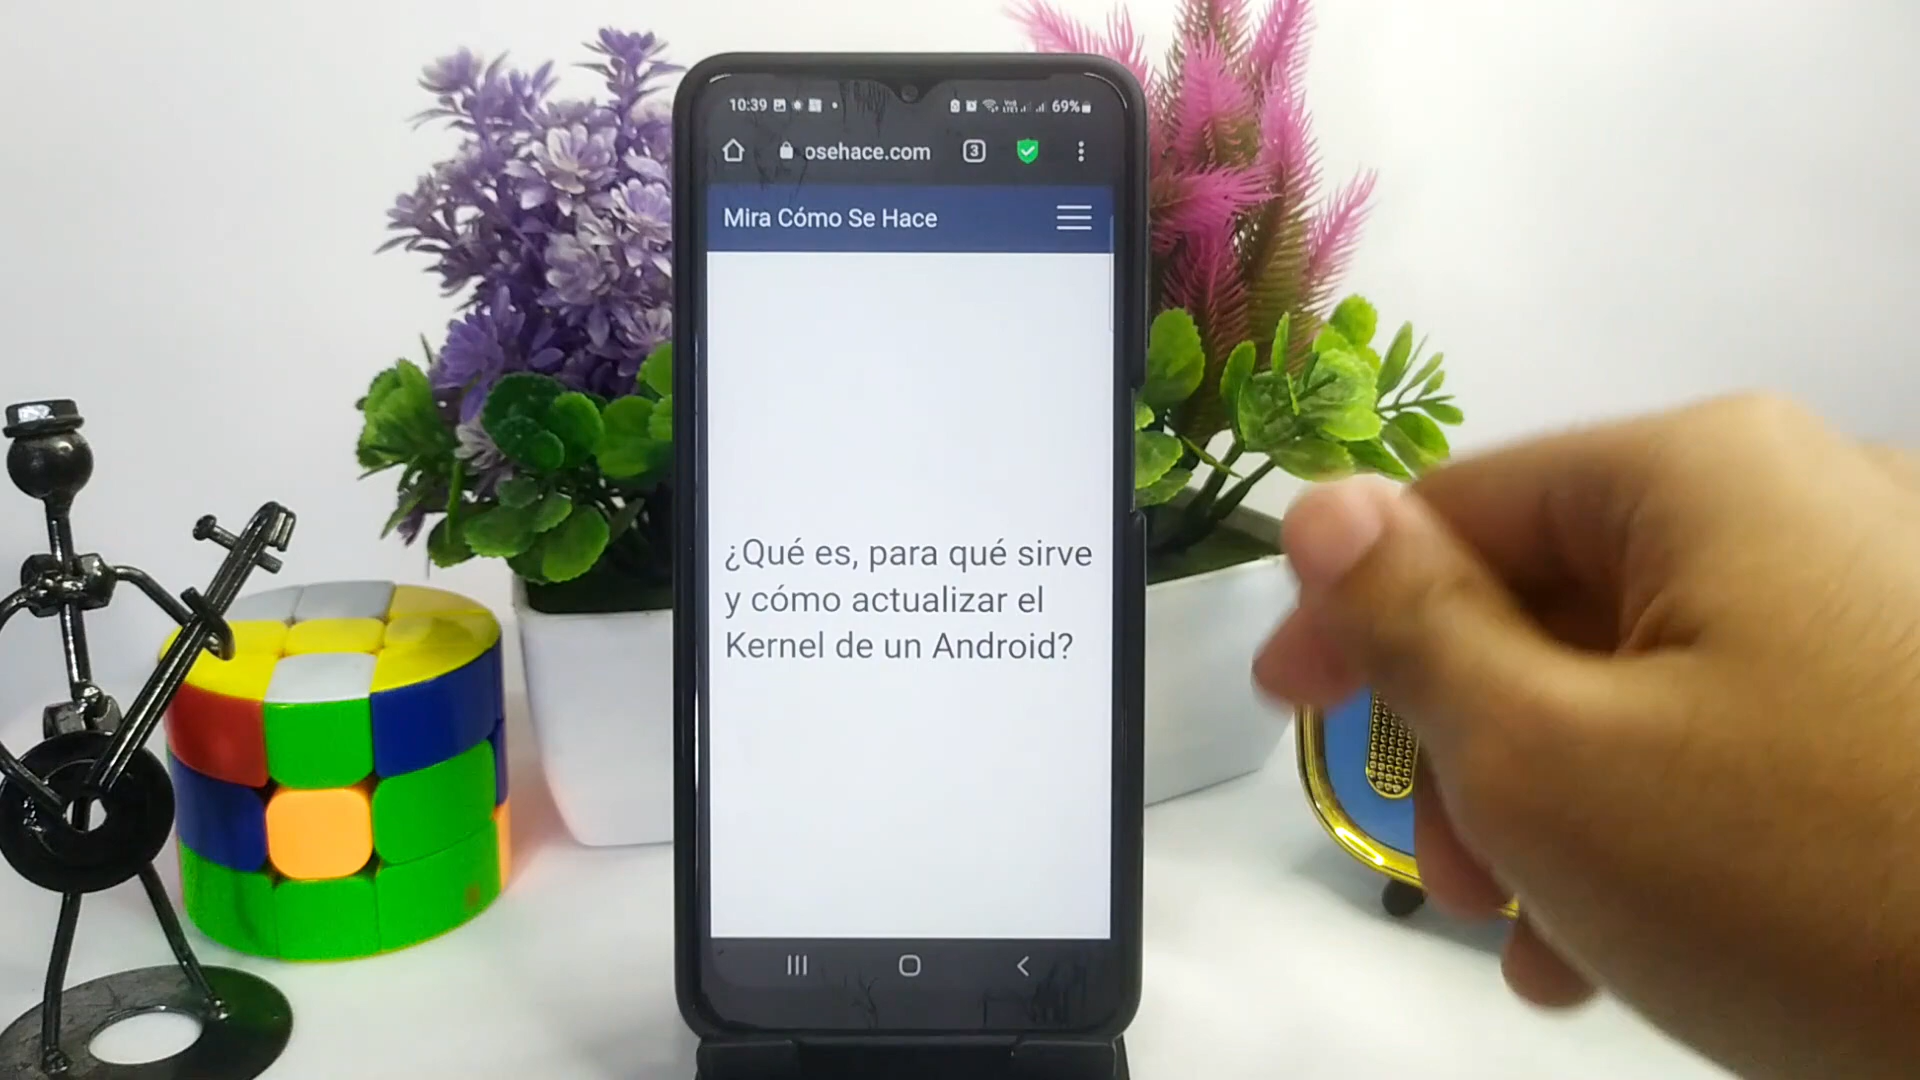 10:39
69%
osehace.com
3
Mira Cómo Se Hace
¿Qué es, para qué sirve
y cómo actualizar el
Kernel de un Android?